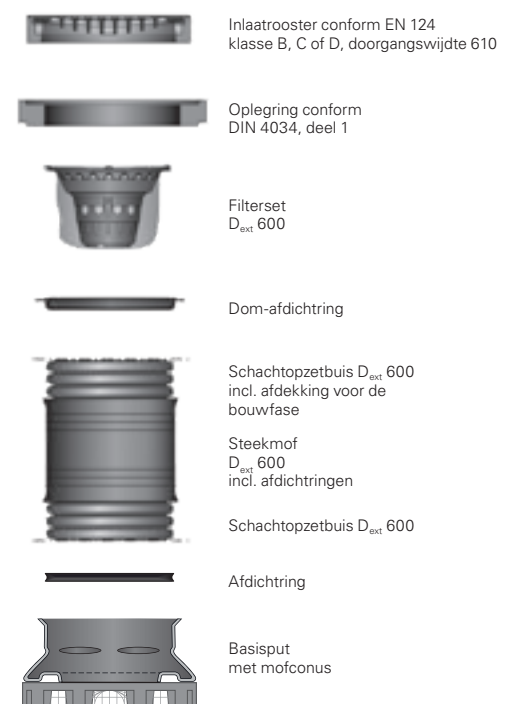 Inlaatrooster conform EN 124
klasse B, C of D, doorgangswijdte 610
Oplegring conform
DIN 4034, deel 1
Filterset
Dext 600
Dom-afdichtring
Schachtopzetbuis Dext 600
incl. afdekking voor de
bouwfase
Steekmof
Dext 600
incl. afdichtringen
Schachtopzetbuis Dext 600
Afdichtring
Basisput
met mofconus